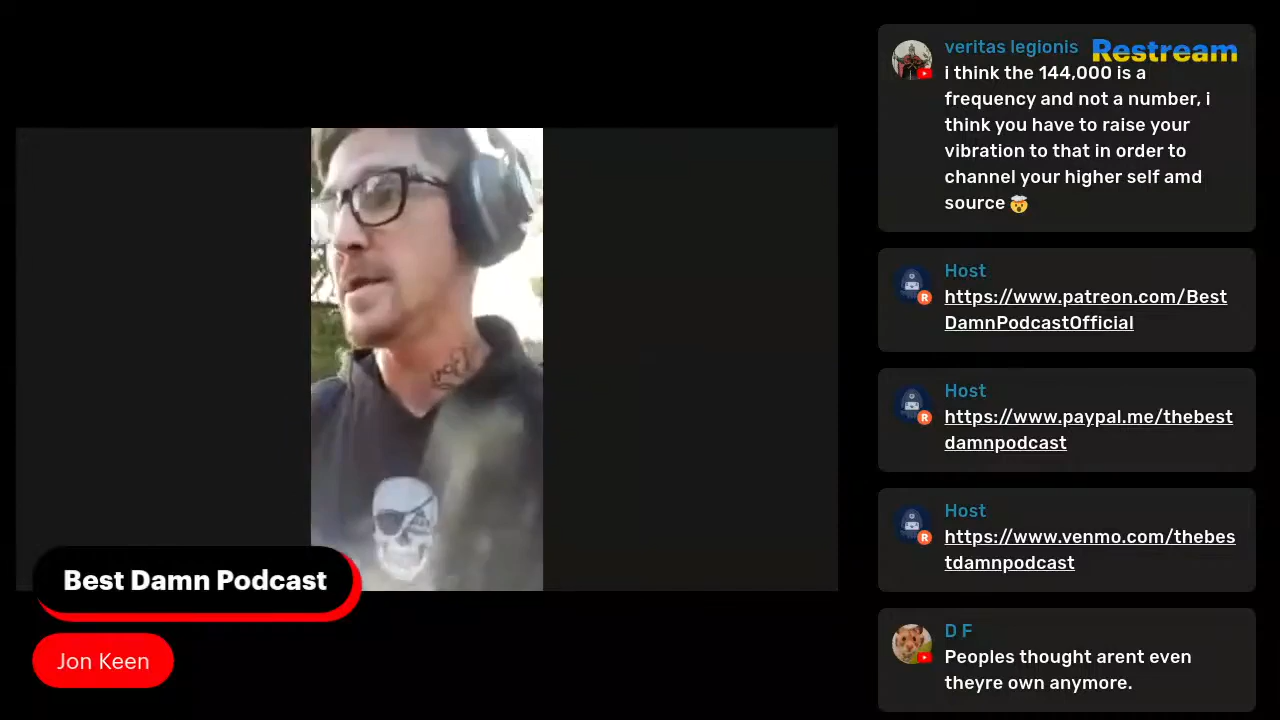 veritas legionis
Restream
i think the 144,000 is a
frequency and not a number, i
think you have to raise your
vibration to that in order to
channel your higher self amd
source 🤯
Host
https://www.patreon.com/Best
DamnPodcastOfficial
Host
https://www.paypal.me/thebest
damnpodcast
Host
https://www.venmo.com/thebes
tdamnpodcast
D F
Peoples thought arent even
theyre own anymore.
Best Damn Podcast
Jon Keen